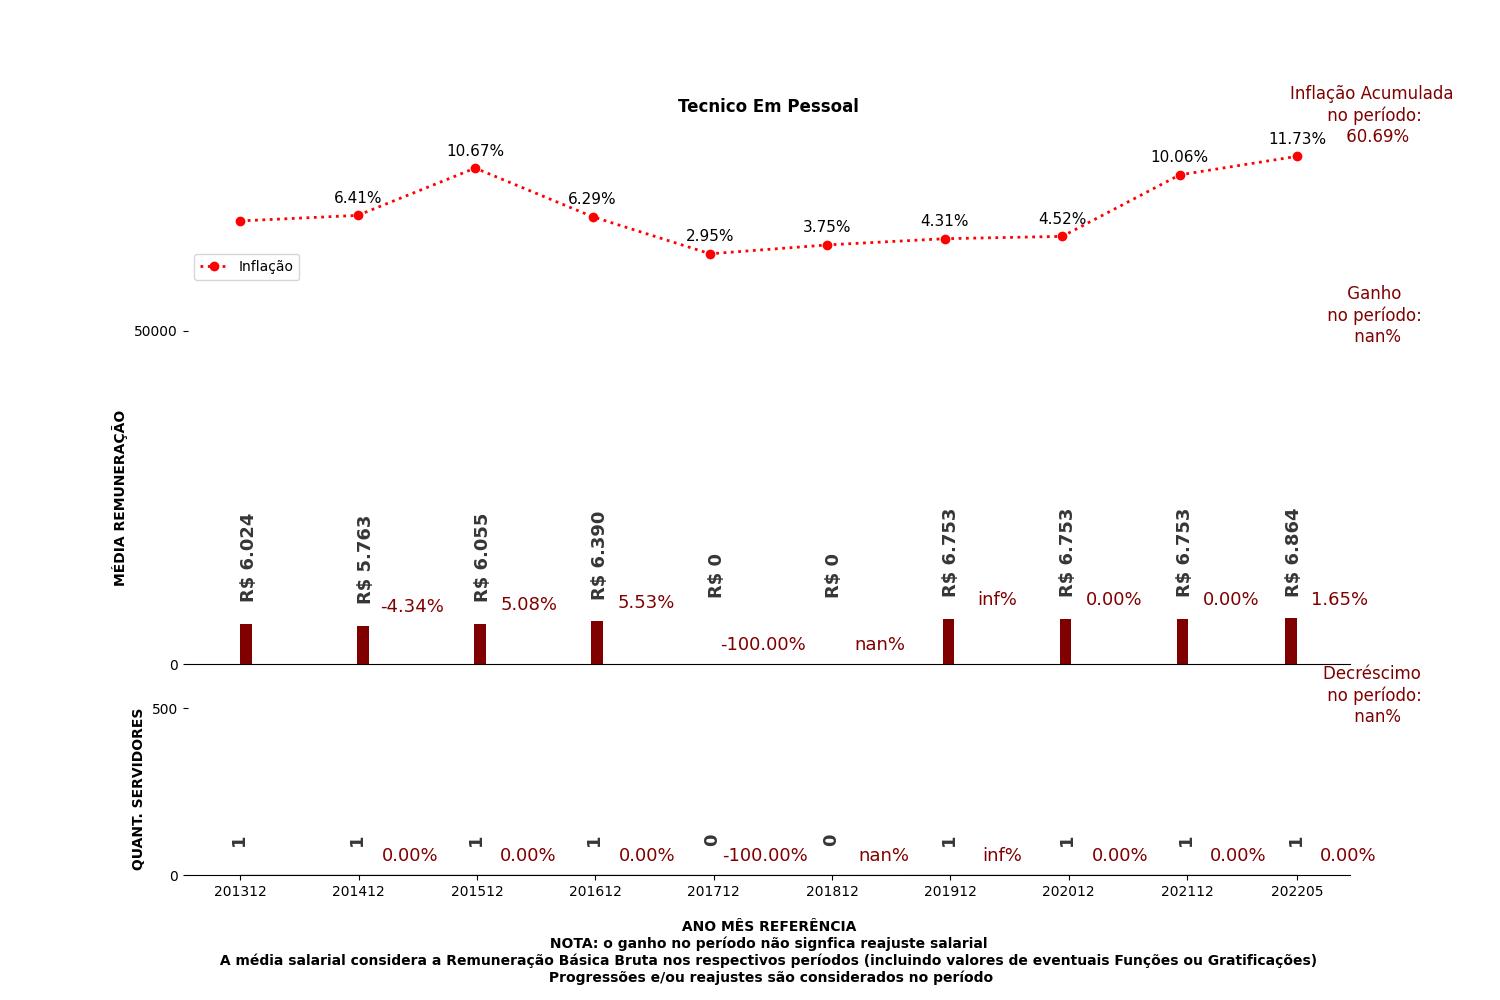 Tecnico Em Pessoal
Inflação Acumulada
no período:
60.69%
6.41%
10.67%
6.29%
2.95%
3.75%
4.31%
4.52%
10.06%
11.73%
Inflação
Ganho
no período:
nan%
50000
0
MÉDIA REMUNERAÇÃO
R$ 6.024
R$ 5.763
R$ 6.055
R$ 6.390
R$ 0
R$ 0
R$ 6.753
R$ 6.753
R$ 6.753
R$ 6.864
-4.34%
5.08%
5.53%
-100.00%
nan%
inf%
0.00%
0.00%
1.65%
Decréscimo
no período:
nan%
500
0
QUANT. SERVIDORES
1
1
1
1
0
0
1
1
1
1
0.00%
0.00%
0.00%
-100.00%
nan%
inf%
0.00%
0.00%
0.00%
201312
201412
201512
201612
201712
201812
201912
202012
202112
202205
ANO MÊS REFERÊNCIA
NOTA: o ganho no período não signfica reajuste salarial
A média salarial considera a Remuneração Básica Bruta nos respectivos períodos (incluindo valores de eventuais Funções ou Gratificações)
Progressões e/ou reajustes são considerados no período